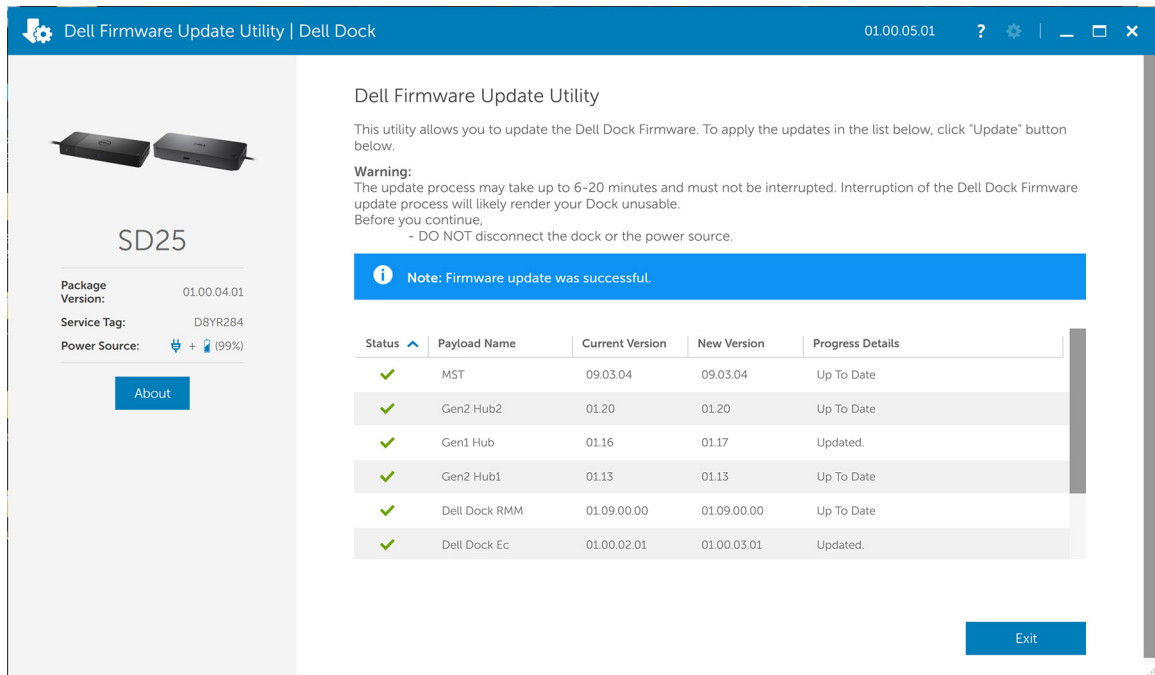 Dell Firmware Update Utility | Dell Dock
01.00.05.01
?
SD25
Package Version: 01.00.04.01
Service Tag: D8YR284
Power Source: + (99%)
About
Dell Firmware Update Utility
This utility allows you to update the Dell Dock Firmware. To apply the updates in the list below, click "Update" button
below.
Warning:
The update process may take up to 6-20 minutes and must not be interrupted. Interruption of the Dell Dock Firmware
update process will likely render your Dock unusable.
Before you continue,
- DO NOT disconnect the dock or the power source.
Note: Firmware update was successful.
Status Payload Name Current Version New Version Progress Details
MST 09.03.04 09.03.04 Up To Date
Gen2 Hub2 01.20 01.20 Up To Date
Gen1 Hub 01.16 01.17 Updated.
Gen2 Hub1 01.13 01.13 Up To Date
Dell Dock RMM 01.09.00.00 01.09.00.00 Up To Date
Dell Dock Ec 01.00.02.01 01.00.03.01 Updated.
Exit